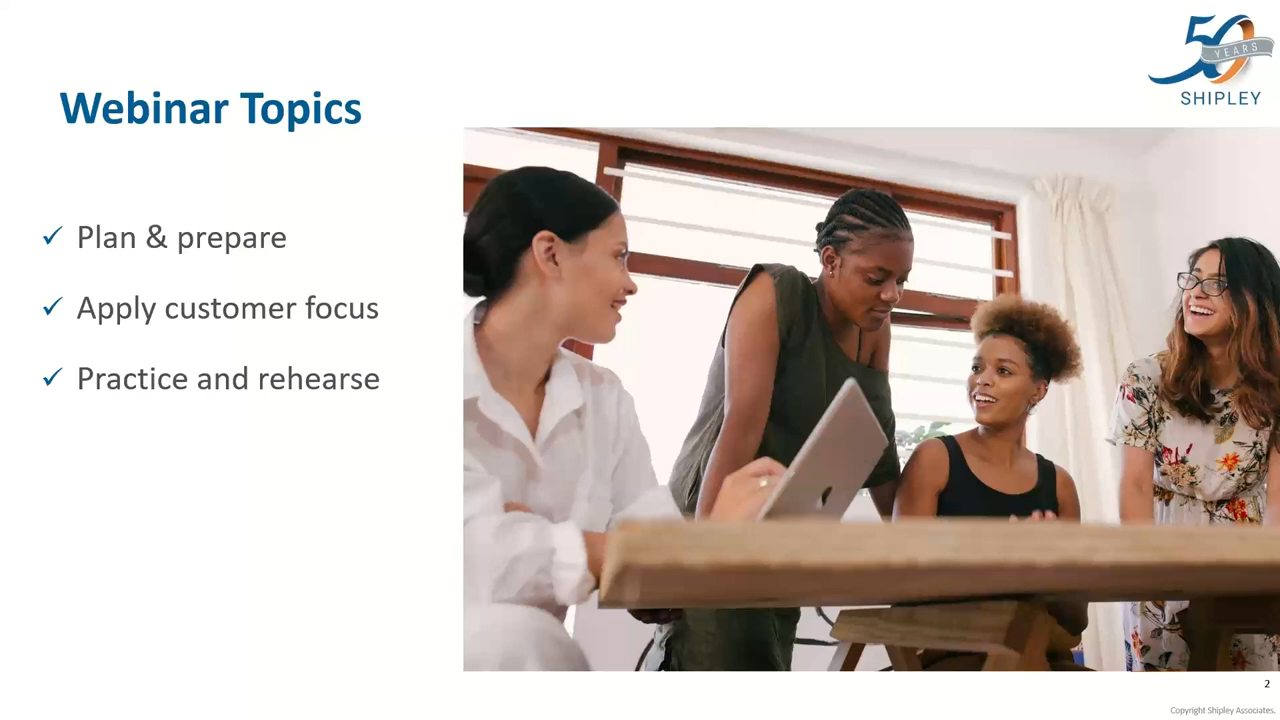 50
YEARS
SHIPLEY
Webinar Topics
✓ Plan & prepare
✓ Apply customer focus
✓ Practice and rehearse
2
Copyright Shipley Associates.